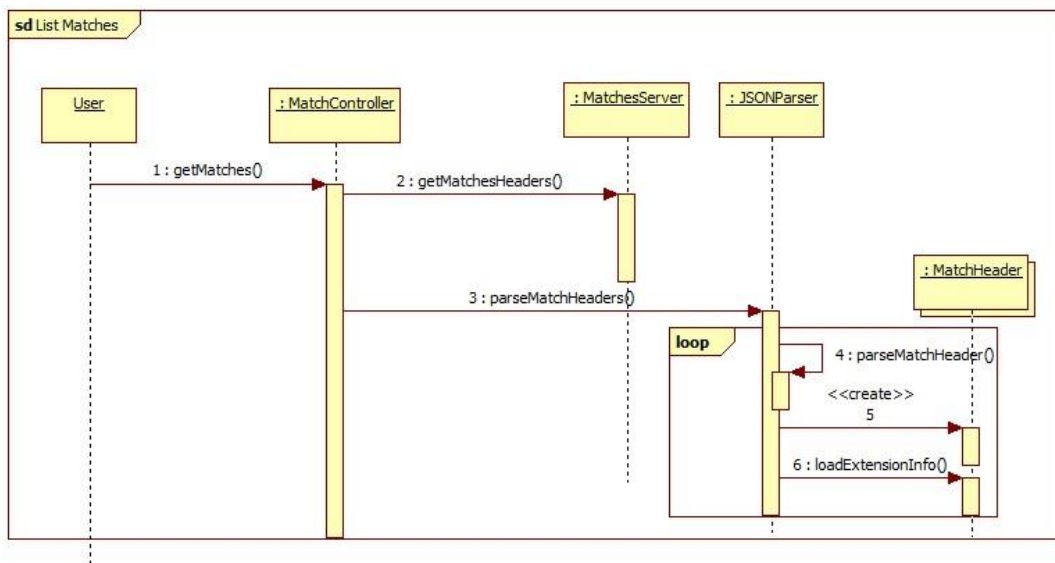 sd List Matches
User
: MatchController
: MatchesServer
: JSONParser
1 : getMatches()
2 : getMatchesHeaders()
: MatchHeader
3 : parseMatchHeaders()
loop
4 : parseMatchHeader()
<<create>>
5
6 : loadExtensionInfo()